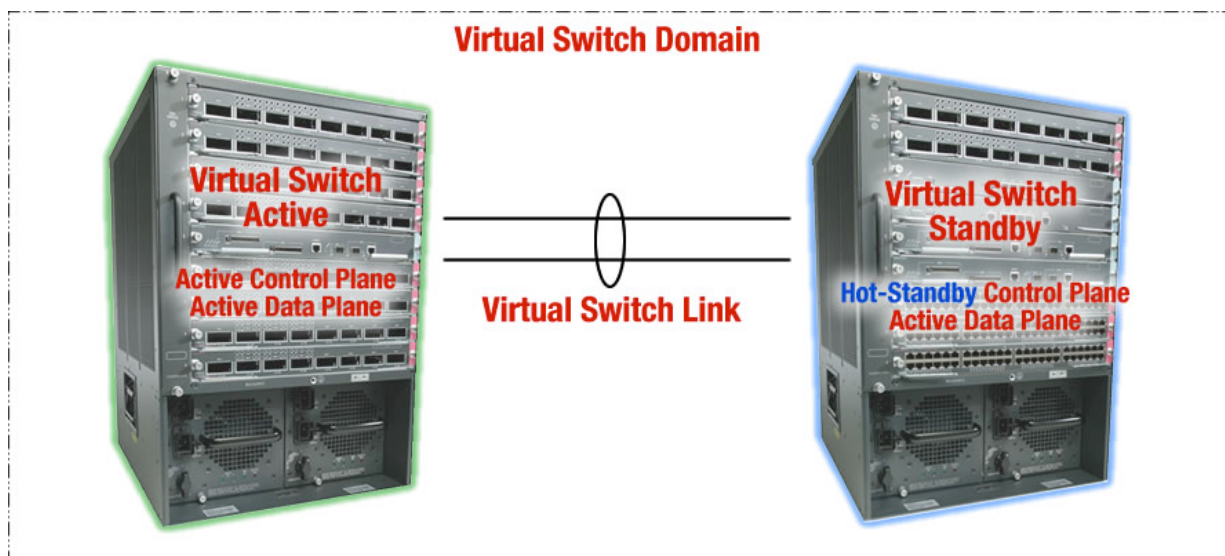 Virtual Switch Domain
Virtual Switch
Active
Active Control Plane
Active Data Plane
Virtual Switch Link
Virtual Switch
Standby
Hot-Standby Control Plane
Active Data Plane